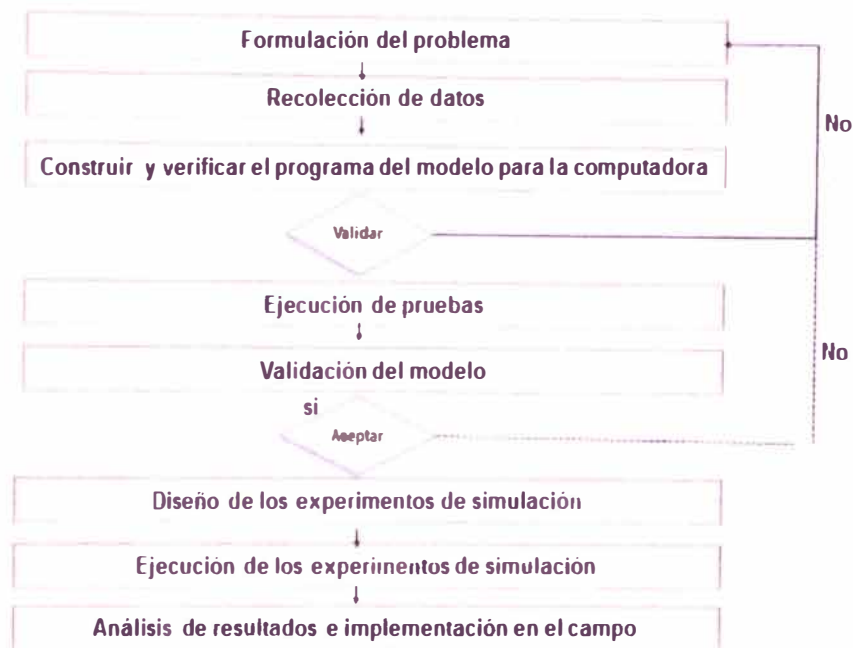 Formulación del problema
Recolección de datos
No
Construir y verificar el programa del modelo para la computadora
Validar
Ejecución de pruebas
No
Validación del modelo
si
Aceptar
Diseño de los experimentos de simulación
Ejecución de los experimentos de simulación
Análisis de resultados e implementación en el campo